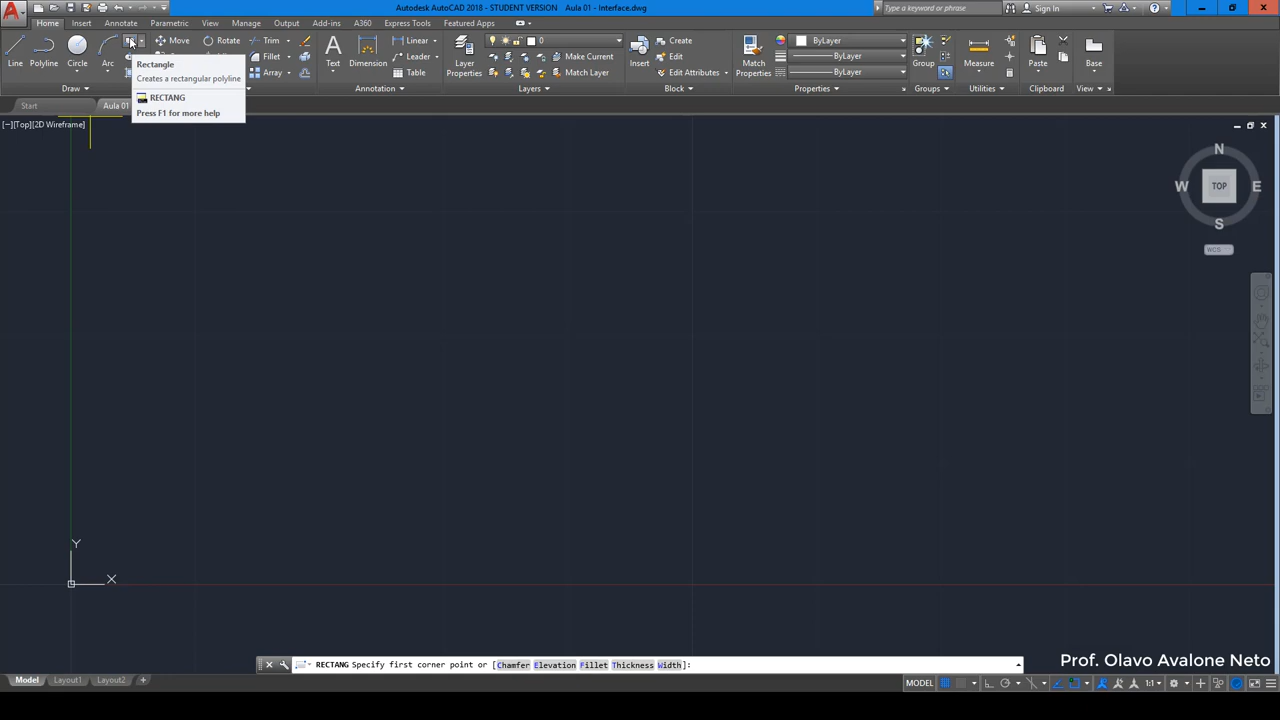 Autodesk AutoCAD 2018 - STUDENT VERSION Aula 01 - Interface.dwg
Type a keyword or phrase
Sign In
Home Insert Annotate Parametric View Manage Output Add-ins A360 Express Tools Featured Apps
Line Polyline Circle Arc
Move Rotate Trim
Fillet
Array
Text Dimension
Linear
Leader
Table
Layer Properties
0
Make Current
Match Layer
Insert
Create
Edit
Edit Attributes
Match Properties
ByLayer
ByLayer
ByLayer
Group
Measure
Paste
Base
Draw Annotation Layers Block Properties Groups Utilities Clipboard View
Rectangle
Creates a rectangular polyline
RECTANG
Press F1 for more help
Start Aula 01
[−][Top][2D Wireframe]
N
W TOP E
S
WCS
Y
X
RECTANG Specify first corner point or [Chamfer Elevation Fillet Thickness Width]:
Prof. Olavo Avalone Neto
Model Layout1 Layout2 +
MODEL
1:1